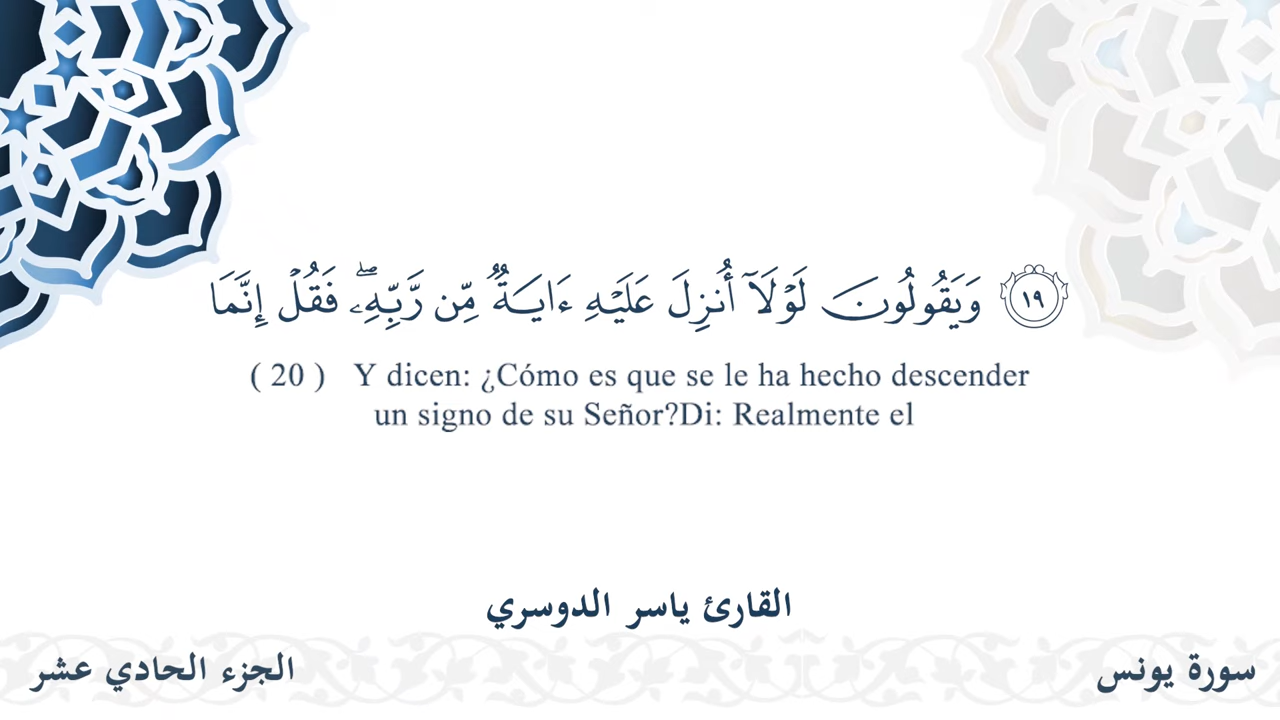 ١٩ وَيَقُولُونَ لَوْلَآ أُنزِلَ عَلَيْهِ ءَايَةٌۭ مِّن رَّبِّهِۦ ۖ فَقُلْ إِنَّمَا
( 20 ) Y dicen: ¿Cómo es que se le ha hecho descender
un signo de su Señor?Di: Realmente el
القارئ ياسر الدوسري
سورة يونس
الجزء الحادي عشر